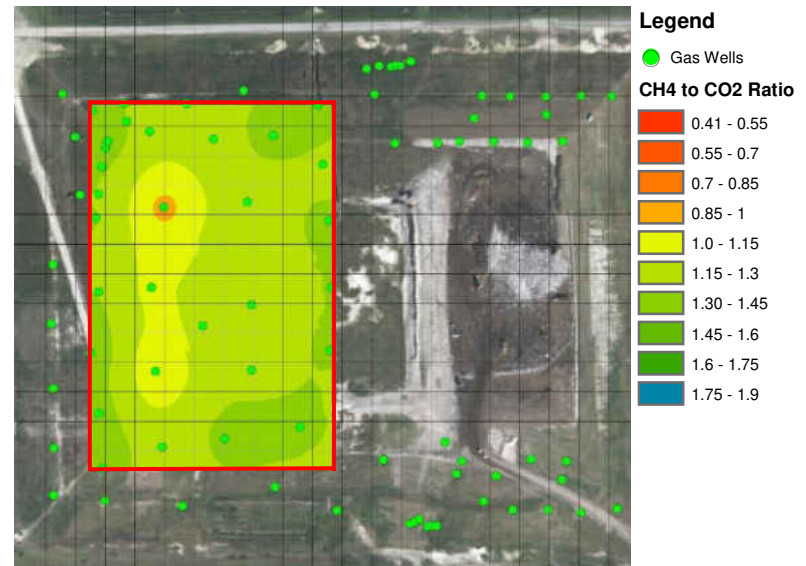 Legend
Gas Wells
CH4 to CO2 Ratio
0.41 - 0.55
0.55 - 0.7
0.7 - 0.85
0.85 - 1
1.0 - 1.15
1.15 - 1.3
1.30 - 1.45
1.45 - 1.6
1.6 - 1.75
1.75 - 1.9